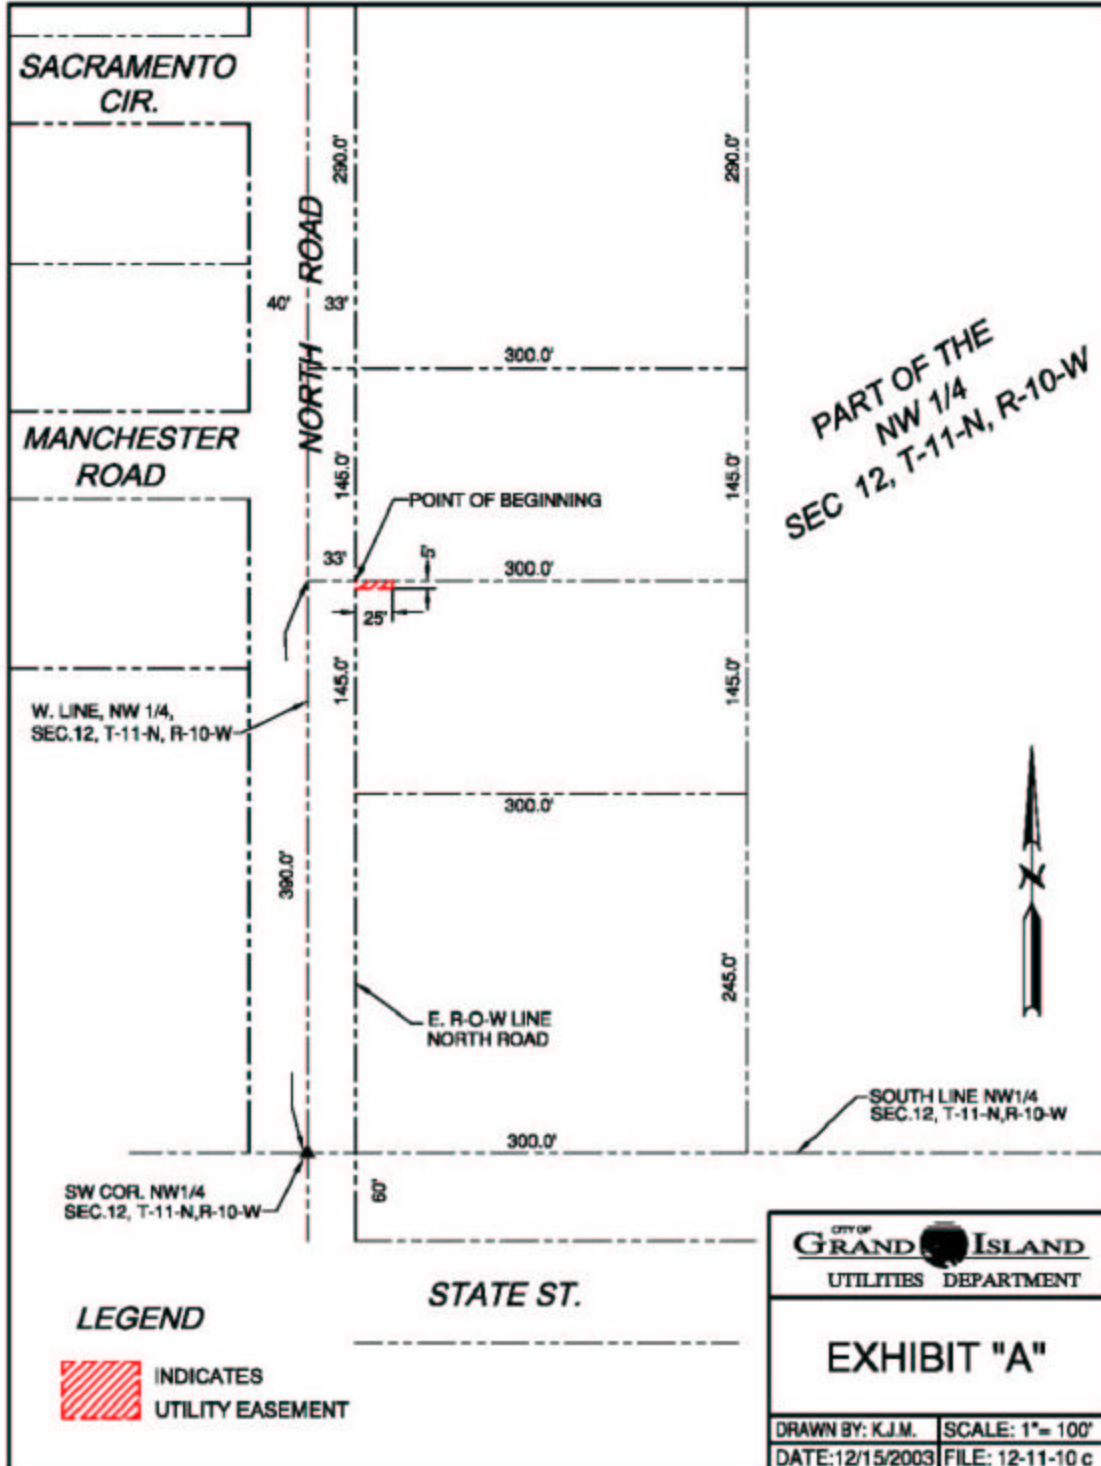 SACRAMENTO
CIR.
290.0'
290.0'
NORTH ROAD
40'
33'
300.0'
PART OF THE
NW 1/4
SEC 12, T-11-N, R-10-W
MANCHESTER
ROAD
145.0'
145.0'
POINT OF BEGINNING
33'
5'
300.0'
25'
145.0'
145.0'
W. LINE, NW 1/4,
SEC.12, T-11-N, R-10-W
300.0'
390.0'
N
245.0'
E. R-O-W LINE
NORTH ROAD
SOUTH LINE NW1/4
SEC.12, T-11-N,R-10-W
300.0'
SW COR. NW1/4
SEC.12, T-11-N,R-10-W
60'
STATE ST.
LEGEND
INDICATES
UTILITY EASEMENT
CITY OF
GRAND ISLAND
UTILITIES DEPARTMENT
EXHIBIT "A"
DRAWN BY: K.J.M.
SCALE: 1"= 100'
DATE:12/15/2003
FILE: 12-11-10 c